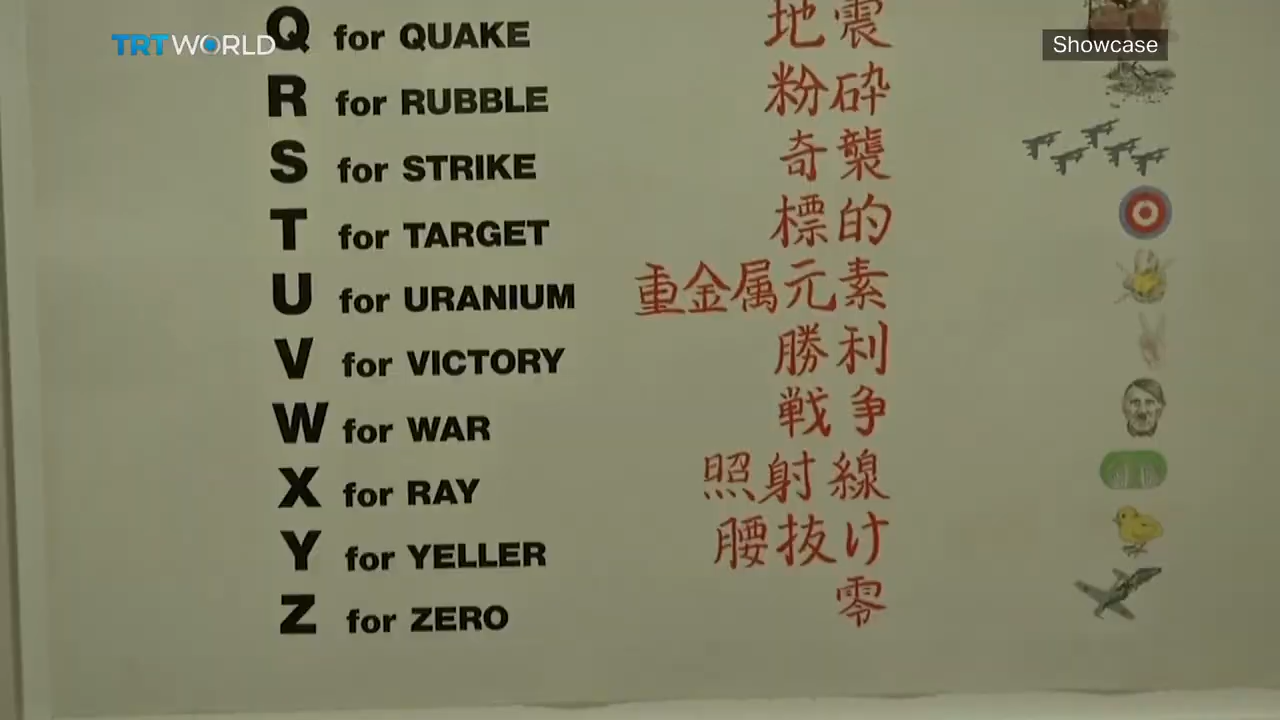 TRT WORLD
Showcase
Q for QUAKE 地震
R for RUBBLE 粉砕
S for STRIKE 奇襲
T for TARGET 標的
U for URANIUM 重金属元素
V for VICTORY 勝利
W for WAR 戦争
X for RAY 照射線
Y for YELLER 腰抜け
Z for ZERO 零